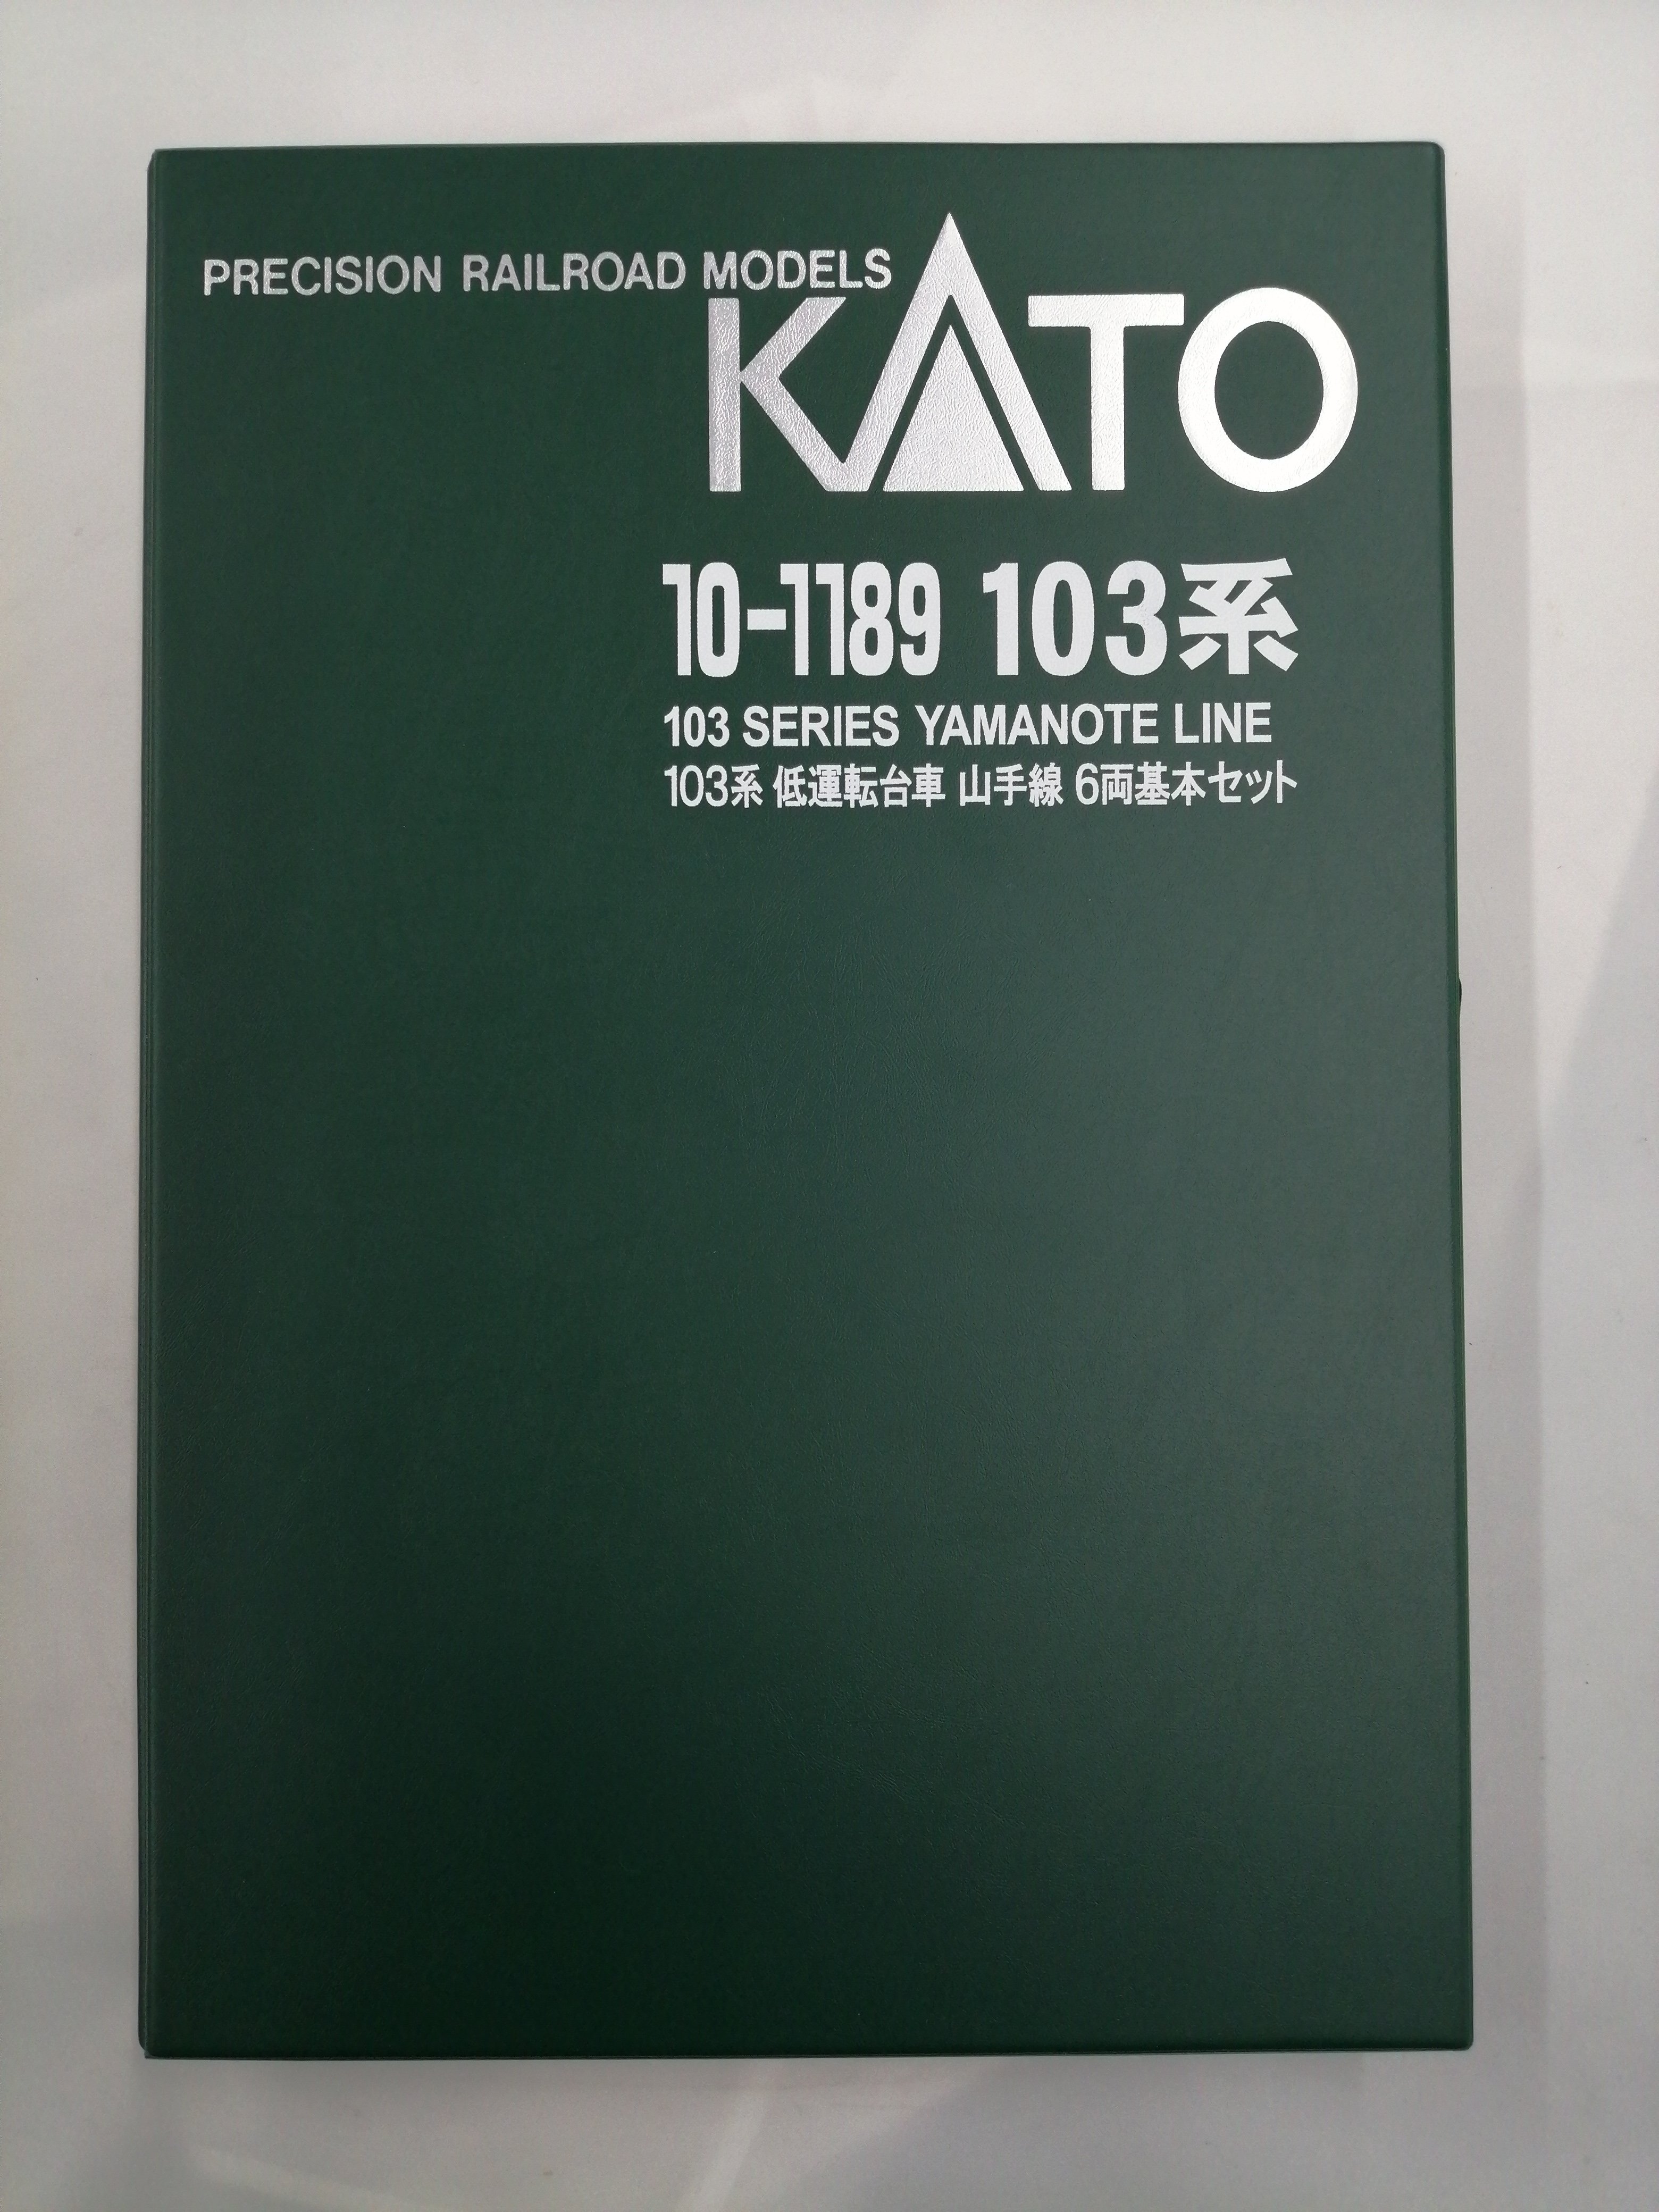 PRECISION RAILROAD MODELS
KATO
10-1189 103系
103 SERIES YAMANOTE LINE
103系 低運転台車 山手線 6両基本セット